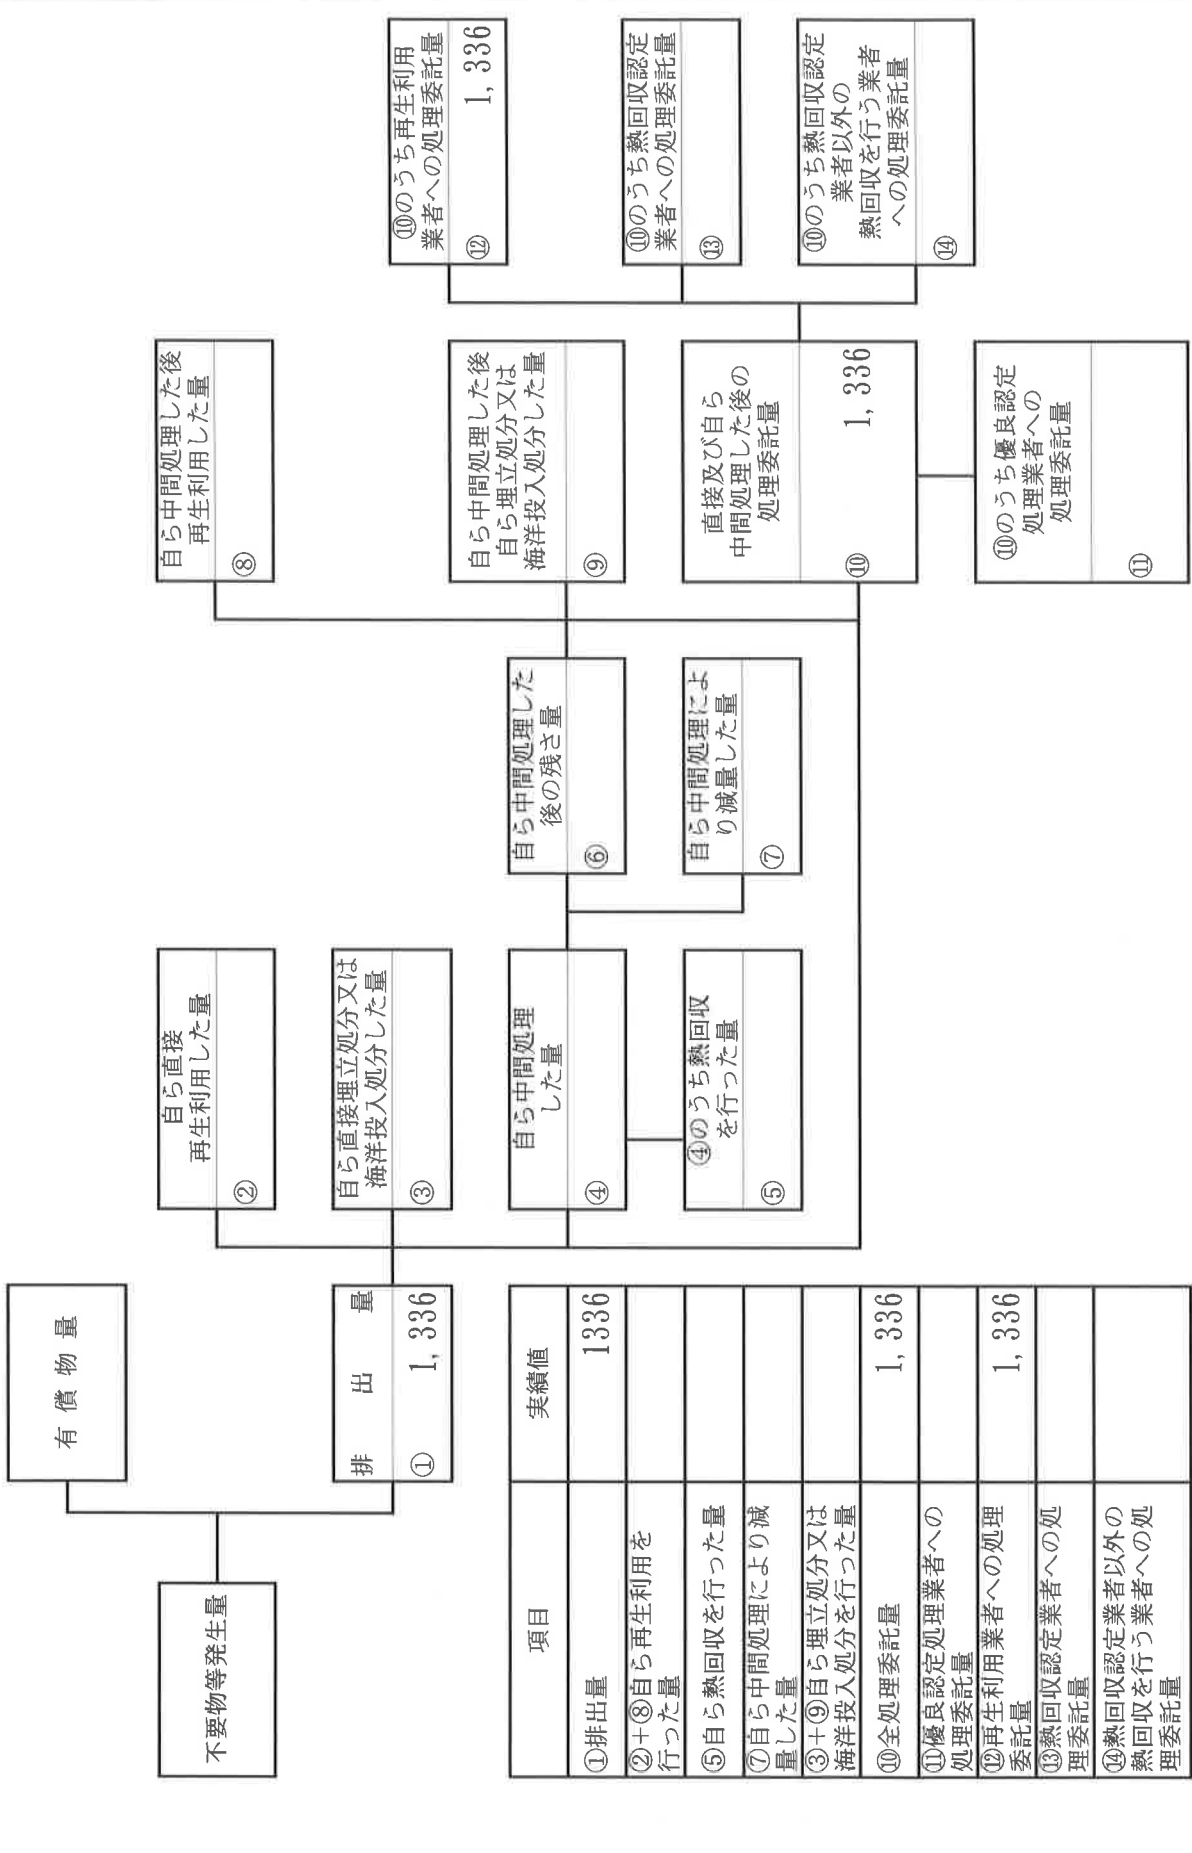 不要物等発生量
有償物量
排出量
① 1,336
自ら直接
再生利用した量
②
自ら直接埋立処分又は
海洋投入処分した量
③
自ら中間処理
した量
④
④のうち熱回収
を行った量
⑤
自ら中間処理した
後の残さ量
⑥
自ら中間処理によ
り減量した量
⑦
自ら中間処理した後
再生利用した量
⑧
自ら中間処理した後
自ら埋立処分又は
海洋投入処分した量
⑨
直接及び自ら
中間処理した後の
処理委託量
⑩ 1,336
⑩のうち優良認定
処理業者への
処理委託量
⑪
⑩のうち再生利用
業者への処理委託量
⑫ 1,336
⑩のうち熱回収認定
業者への処理委託量
⑬
⑩のうち熱回収認定
業者以外の
熱回収を行う業者
への処理委託量
⑭
項目 実績値
①排出量 1336
②+⑧自ら再生利用を
行った量
⑤自ら熱回収を行った量
⑦自ら中間処理により減
量した量
③+⑨自ら埋立処分又は
海洋投入処分を行った量
⑩全処理委託量 1,336
⑪優良認定処理業者への
処理委託量
⑫再生利用業者への処理
委託量 1,336
⑬熱回収認定業者への処
理委託量
⑭熱回収認定業者以外の
熱回収を行う業者への処
理委託量